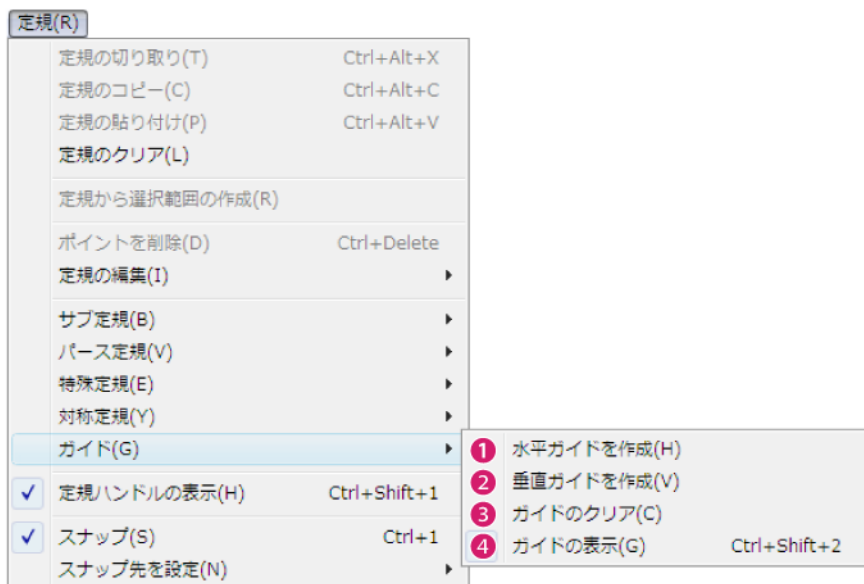 定規(R)
定規の切り取り(T) Ctrl+Alt+X
定規のコピー(C) Ctrl+Alt+C
定規の貼り付け(P) Ctrl+Alt+V
定規のクリア(L)
定規から選択範囲の作成(R)
ポイントを削除(D) Ctrl+Delete
定規の編集(I)
サブ定規(B)
パース定規(V)
特殊定規(E)
対称定規(Y)
ガイド(G)
定規ハンドルの表示(H) Ctrl+Shift+1
スナップ(S) Ctrl+1
スナップ先を設定(N)
1 水平ガイドを作成(H)
2 垂直ガイドを作成(V)
3 ガイドのクリア(C)
4 ガイドの表示(G) Ctrl+Shift+2